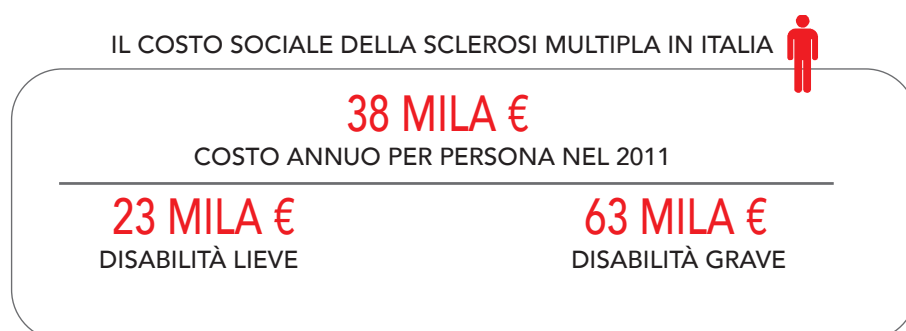 IL COSTO SOCIALE DELLA SCLEROSI MULTIPLA IN ITALIA
38 MILA €
COSTO ANNUO PER PERSONA NEL 2011
23 MILA €
DISABILITÀ LIEVE
63 MILA €
DISABILITÀ GRAVE